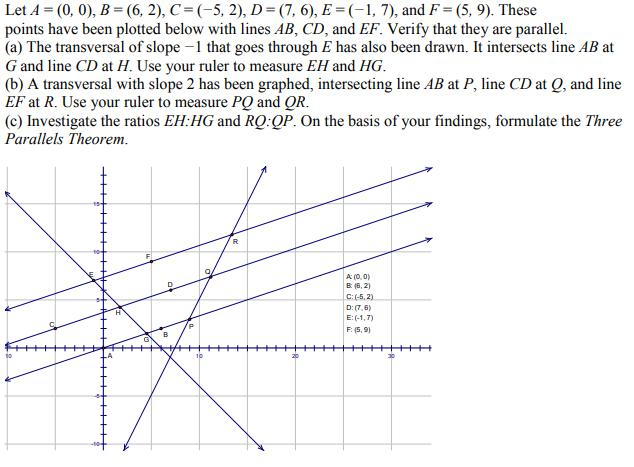 Let A = (0, 0), B = (6, 2), C = (−5, 2), D = (7, 6), E = (−1, 7), and F = (5, 9). These
points have been plotted below with lines AB, CD, and EF. Verify that they are parallel.
(a) The transversal of slope −1 that goes through E has also been drawn. It intersects line AB at
G and line CD at H. Use your ruler to measure EH and HG.
(b) A transversal with slope 2 has been graphed, intersecting line AB at P, line CD at Q, and line
EF at R. Use your ruler to measure PQ and QR.
(c) Investigate the ratios EH:HG and RQ:QP. On the basis of your findings, formulate the Three
Parallels Theorem.
15
R
10
F
E
Q
A: (0, 0)
D
B: (6, 2)
5
C: (-5, 2)
H
D: (7, 6)
C
P
E: (-1, 7)
B
F: (5, 9)
G
A
10
10
20
30
-5
-10